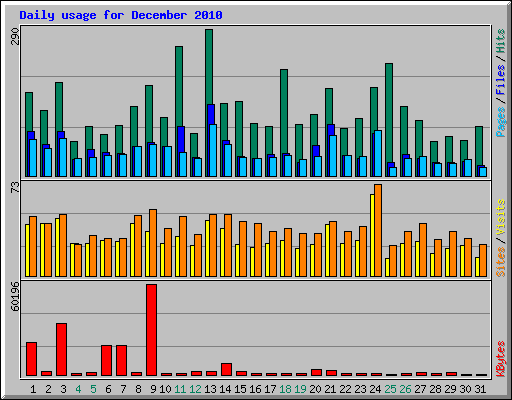 Daily usage for December 2010
290
Pages / Files / Hits
73
Sites / Visits
60196
KBytes
1 2 3 4 5 6 7 8 9 10 11 12 13 14 15 16 17 18 19 20 21 22 23 24 25 26 27 28 29 30 31